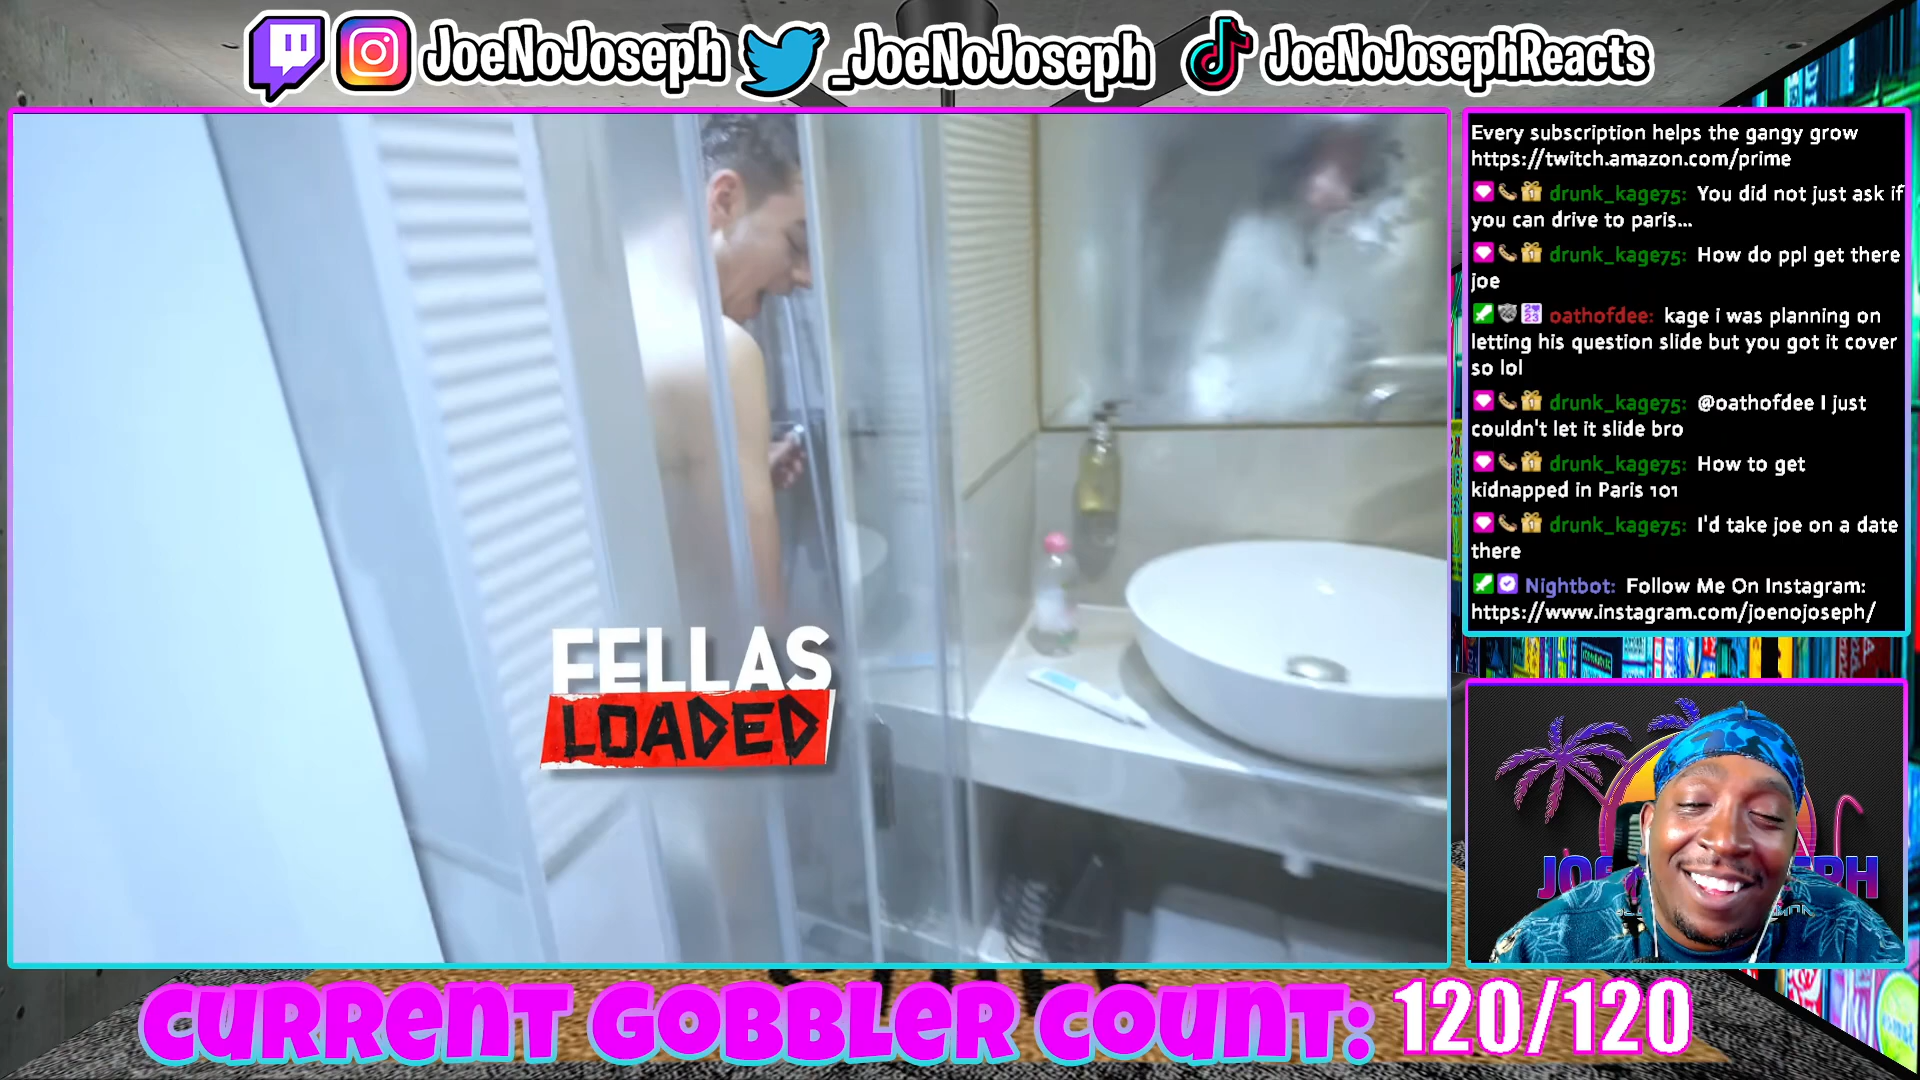 JoeNoJoseph
_JoeNoJoseph
JoeNoJosephReacts
Every subscription helps the gangy grow
https://twitch.amazon.com/prime
drunk_kage75: You did not just ask if
you can drive to paris...
drunk_kage75: How do ppl get there
joe
oathofdee: kage i was planning on
letting his question slide but you got it cover
so lol
drunk_kage75: @oathofdee I just
couldn't let it slide bro
drunk_kage75: How to get
kidnapped in Paris 101
drunk_kage75: I'd take joe on a date
there
Nightbot: Follow Me On Instagram:
https://www.instagram.com/joenojoseph/
FELLAS
LOADED
CURRENT GOBBLER COUNT: 120/120